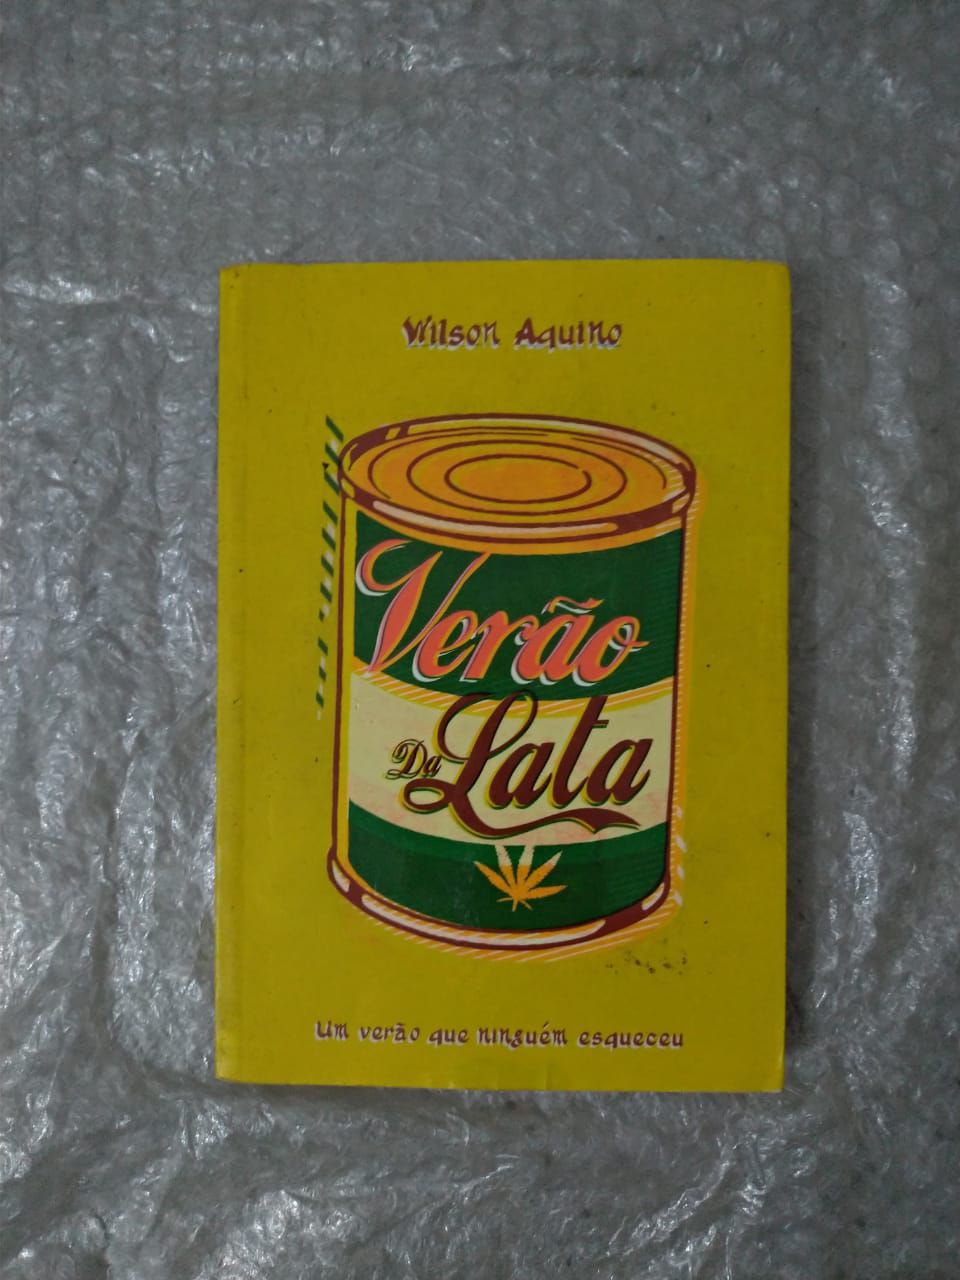 Wilson Aquino
Verão
Da Lata
Um verão que ninguém esqueceu